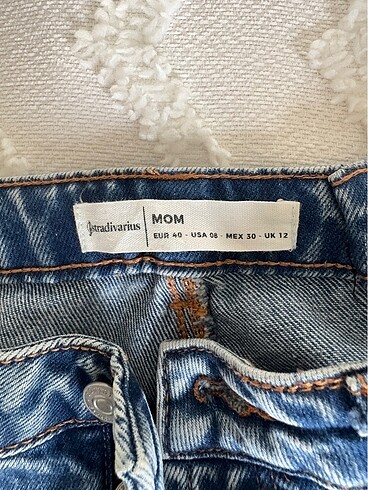 stradivarius
MOM
EUR 40 - USA 08 - MEX 30 - UK 12